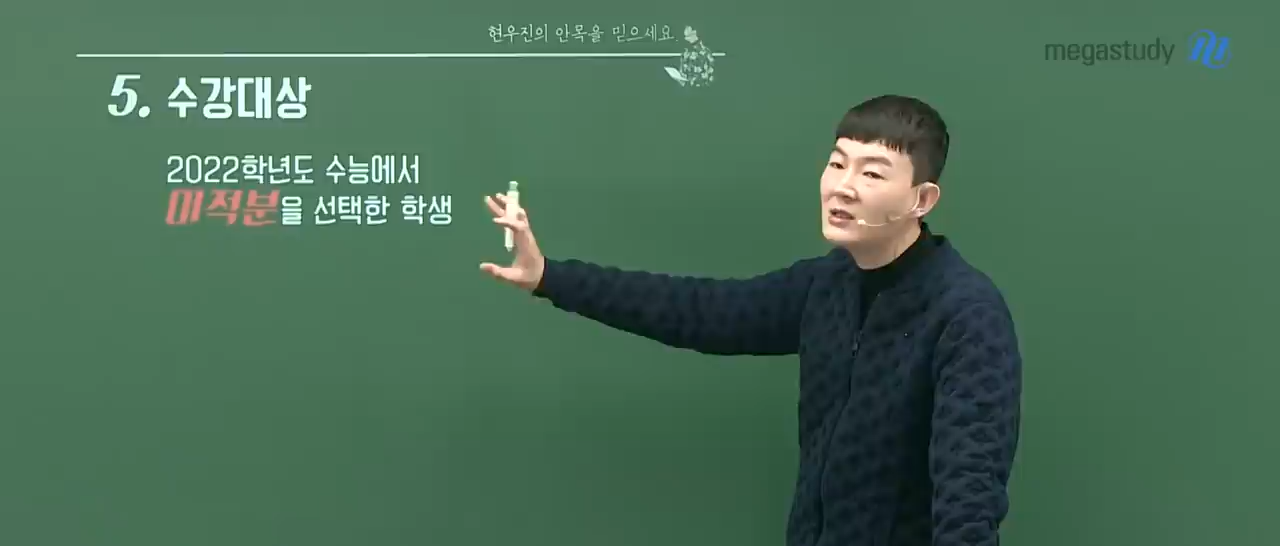 현우진의 안목을 믿으세요.
megastudy
5. 수강대상
2022학년도 수능에서
미적분을 선택한 학생